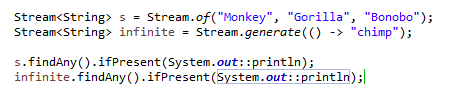 Stream<String> s = Stream.of("Monkey", "Gorilla", "Bonobo");
Stream<String> infinite = Stream.generate(() -> "chimp");
s.findAny().ifPresent(System.out::println);
infinite.findAny().ifPresent(System.out::println);